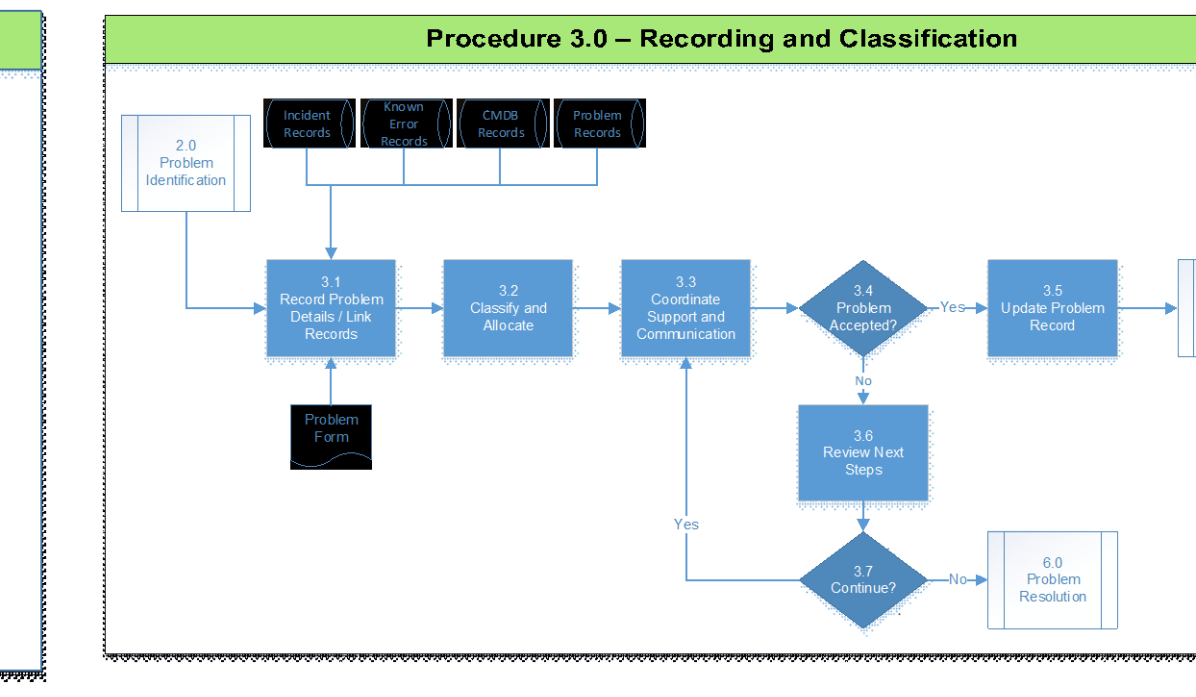 Procedure 3.0 – Recording and Classification
Incident
Records
Known
Error
Records
CMDB
Records
Problem
Records
2.0
Problem
Identification
3.1
Record Problem
Details / Link
Records
3.2
Classify and
Allocate
3.3
Coordinate
Support and
Communication
3.4
Problem
Accepted?
Yes
3.5
Update Problem
Record
No
Problem
Form
3.6
Review Next
Steps
Yes
3.7
Continue?
No
6.0
Problem
Resolution